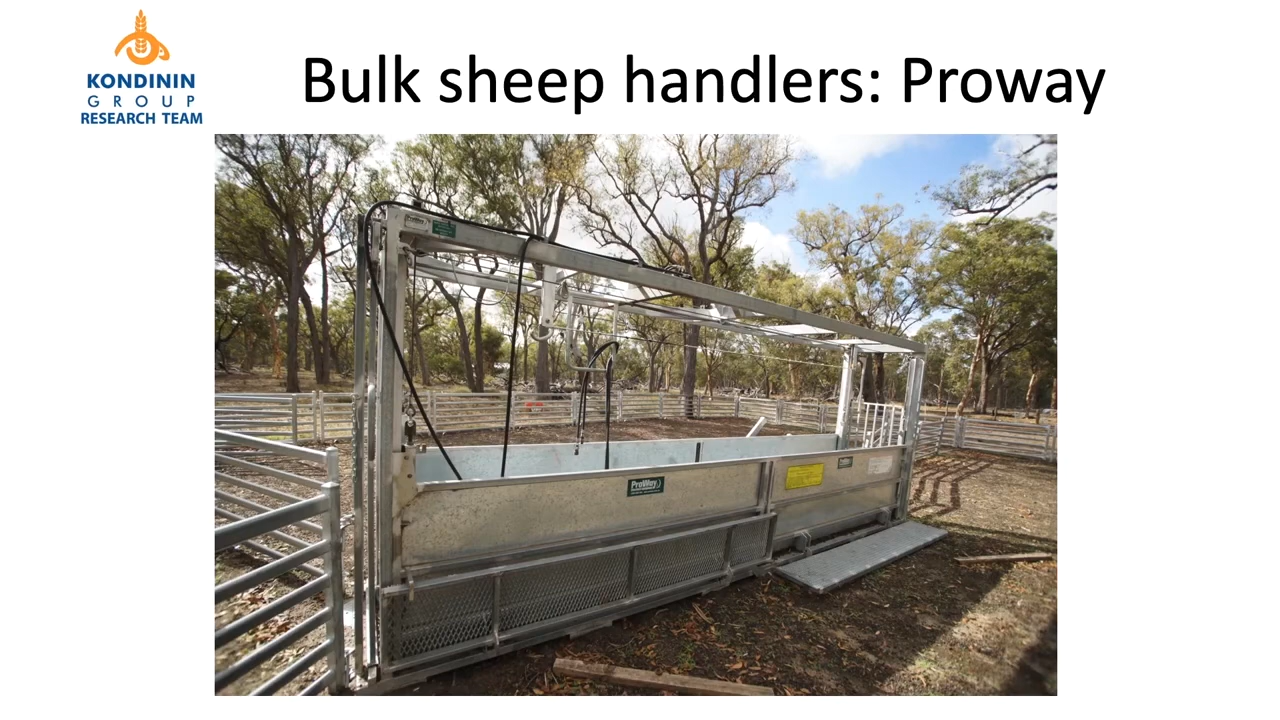 KONDININ
GROUP
RESEARCH TEAM
Bulk sheep handlers: Proway
ProWay